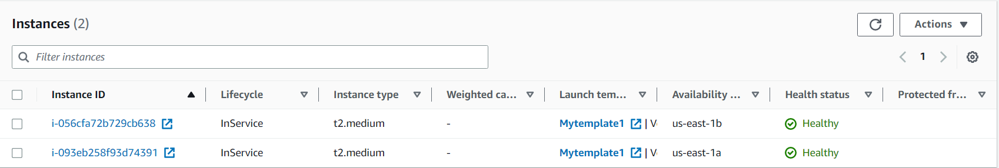 Instances (2)
Actions
Filter instances
1
Instance ID Lifecycle Instance type Weighted ca... Launch tem... Availability ... Health status Protected fr...
i-056cfa72b729cb638 InService t2.medium - Mytemplate1 | V us-east-1b Healthy
i-093eb258f93d74391 InService t2.medium - Mytemplate1 | V us-east-1a Healthy